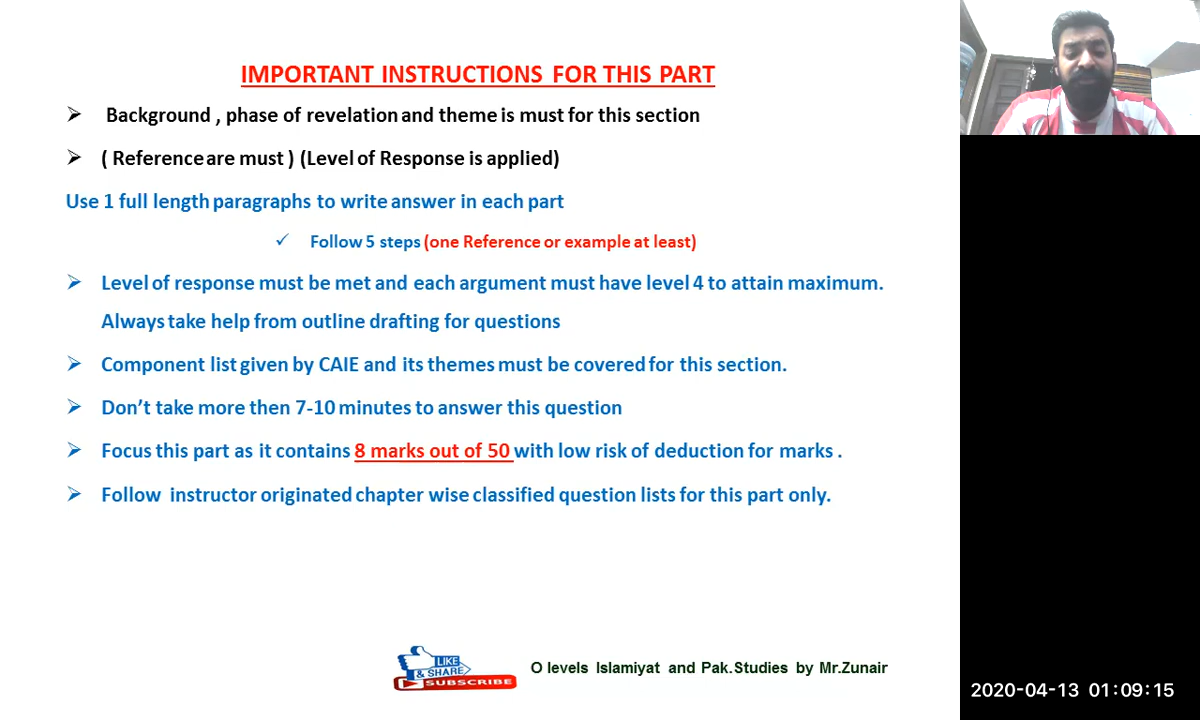 IMPORTANT INSTRUCTIONS FOR THIS PART
Background , phase of revelation and theme is must for this section
( Reference are must ) (Level of Response is applied)
Use 1 full length paragraphs to write answer in each part
Follow 5 steps (one Reference or example at least)
Level of response must be met and each argument must have level 4 to attain maximum.
Always take help from outline drafting for questions
Component list given by CAIE and its themes must be covered for this section.
Don’t take more then 7-10 minutes to answer this question
Focus this part as it contains 8 marks out of 50 with low risk of deduction for marks .
Follow instructor originated chapter wise classified question lists for this part only.
LIKE
& SHARE
SUBSCRIBE
O levels Islamiyat and Pak.Studies by Mr.Zunair
2020-04-13 01:09:15